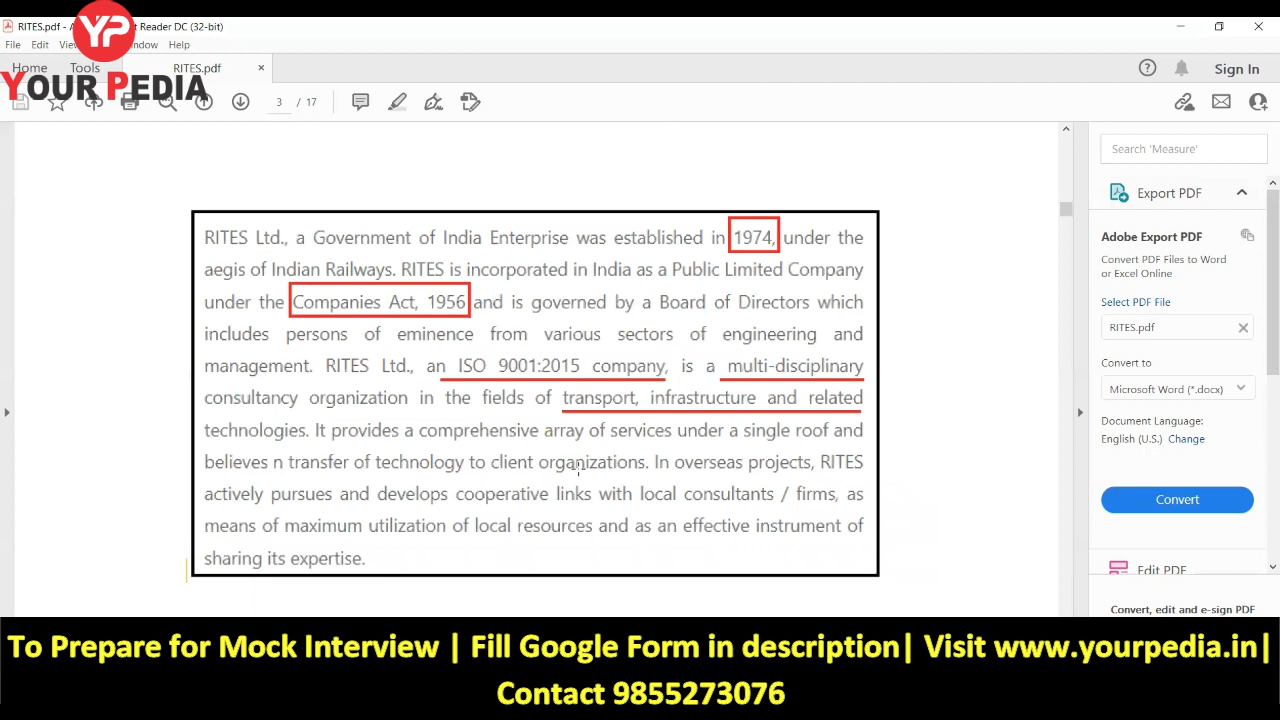 RITES.pdf - A
t Reader DC (32-bit)
YP
File Edit Vie
indow Help
Home Tools RITES.pdf ×
YOUR PEDIA
3 / 17
Sign In
RITES Ltd., a Government of India Enterprise was established in 1974, under the
aegis of Indian Railways. RITES is incorporated in India as a Public Limited Company
under the Companies Act, 1956 and is governed by a Board of Directors which
includes persons of eminence from various sectors of engineering and
management. RITES Ltd., an ISO 9001:2015 company, is a multi-disciplinary
consultancy organization in the fields of transport, infrastructure and related
technologies. It provides a comprehensive array of services under a single roof and
believes n transfer of technology to client organizations. In overseas projects, RITES
actively pursues and develops cooperative links with local consultants / firms, as
means of maximum utilization of local resources and as an effective instrument of
sharing its expertise.
Search 'Measure'
Export PDF
Adobe Export PDF
Convert PDF Files to Word
or Excel Online
Select PDF File
RITES.pdf
Convert to
Microsoft Word (*.docx)
Document Language:
English (U.S.) Change
Convert
Edit PDF
Convert, edit and e-sign PDF
To Prepare for Mock Interview | Fill Google Form in description| Visit www.yourpedia.in|
Contact 9855273076